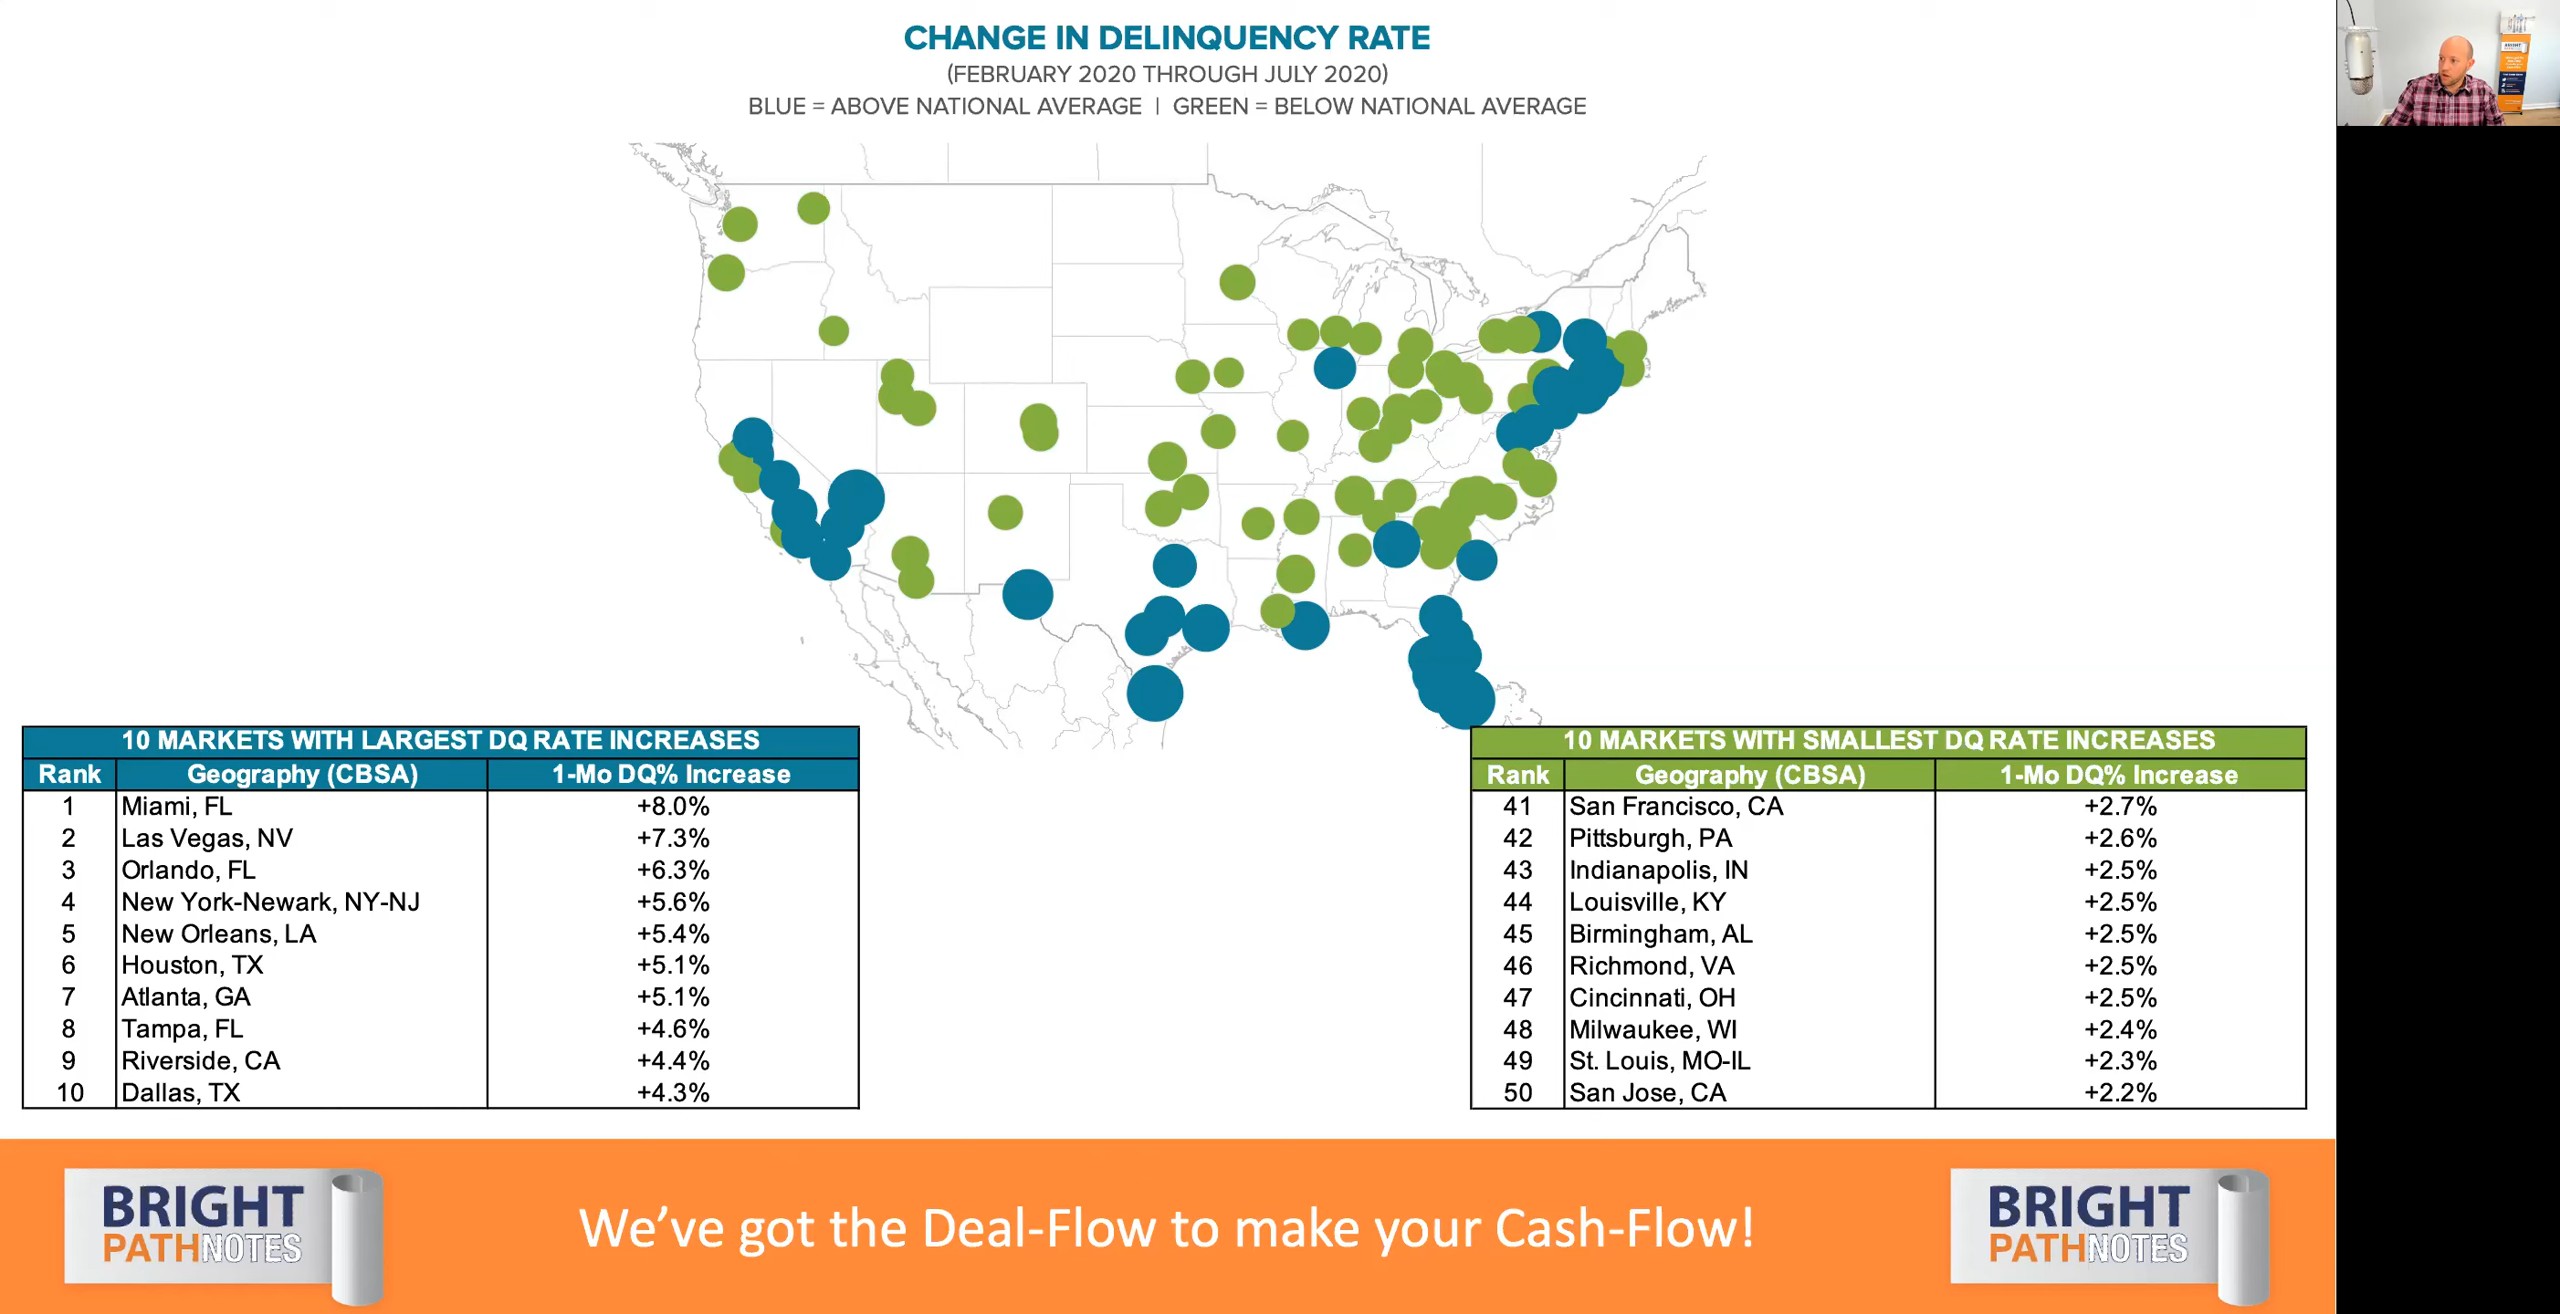 CHANGE IN DELINQUENCY RATE
(FEBRUARY 2020 THROUGH JULY 2020)
BLUE = ABOVE NATIONAL AVERAGE | GREEN = BELOW NATIONAL AVERAGE
10 MARKETS WITH LARGEST DQ RATE INCREASES
Rank Geography (CBSA) 1-Mo DQ% Increase
1 Miami, FL +8.0%
2 Las Vegas, NV +7.3%
3 Orlando, FL +6.3%
4 New York-Newark, NY-NJ +5.6%
5 New Orleans, LA +5.4%
6 Houston, TX +5.1%
7 Atlanta, GA +5.1%
8 Tampa, FL +4.6%
9 Riverside, CA +4.4%
10 Dallas, TX +4.3%
10 MARKETS WITH SMALLEST DQ RATE INCREASES
Rank Geography (CBSA) 1-Mo DQ% Increase
41 San Francisco, CA +2.7%
42 Pittsburgh, PA +2.6%
43 Indianapolis, IN +2.5%
44 Louisville, KY +2.5%
45 Birmingham, AL +2.5%
46 Richmond, VA +2.5%
47 Cincinnati, OH +2.5%
48 Milwaukee, WI +2.4%
49 St. Louis, MO-IL +2.3%
50 San Jose, CA +2.2%
BRIGHT
PATHNOTES
We’ve got the Deal-Flow to make your Cash-Flow!
BRIGHT
PATHNOTES